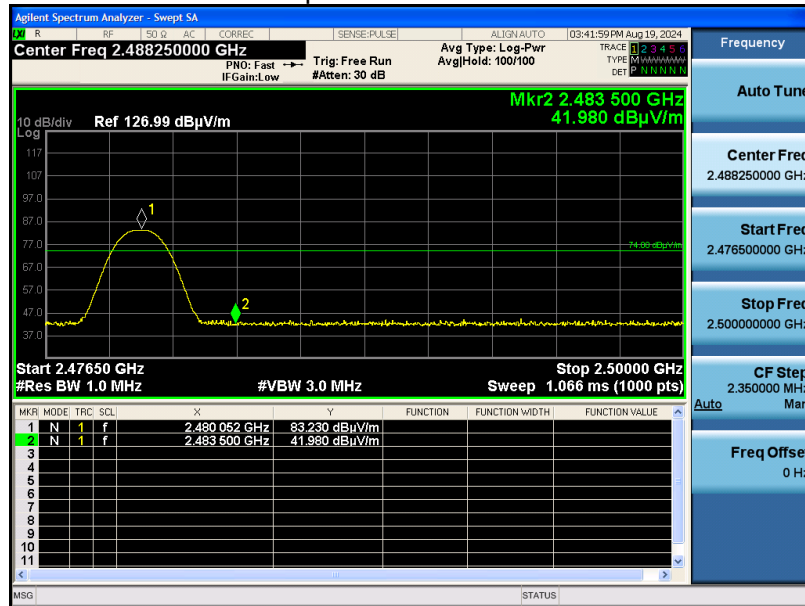 Agilent Spectrum Analyzer - Swept SA
LXI R RF 50 Ω AC CORREC SENSE:PULSE ALIGN AUTO 03:41:59 PM Aug 19, 2024
Center Freq 2.488250000 GHz
PNO: Fast
IFGain:Low
Trig: Free Run
#Atten: 30 dB
Avg Type: Log-Pwr
Avg|Hold: 100/100
TRACE 1 2 3 4 5 6
TYPE M WWWWW
DET P N N N N N
Mkr2 2.483 500 GHz
41.980 dBµV/m
10 dB/div
Log
Ref 126.99 dBµV/m
117
107
97.0
87.0
77.0
67.0
57.0
47.0
37.0
1
2
74.00 dBµV/m
Start 2.47650 GHz
Stop 2.50000 GHz
#Res BW 1.0 MHz
#VBW 3.0 MHz
Sweep 1.066 ms (1000 pts)
MKR MODE TRC SCL X Y FUNCTION FUNCTION WIDTH FUNCTION VALUE
1 N 1 f 2.480 052 GHz 83.230 dBµV/m
2 N 1 f 2.483 500 GHz 41.980 dBµV/m
3
4
5
6
7
8
9
10
11
MSG
STATUS
Frequency
Auto Tune
Center Freq
2.488250000 GHz
Start Freq
2.476500000 GHz
Stop Freq
2.500000000 GHz
CF Step
2.350000 MHz
Auto Man
Freq Offset
0 Hz